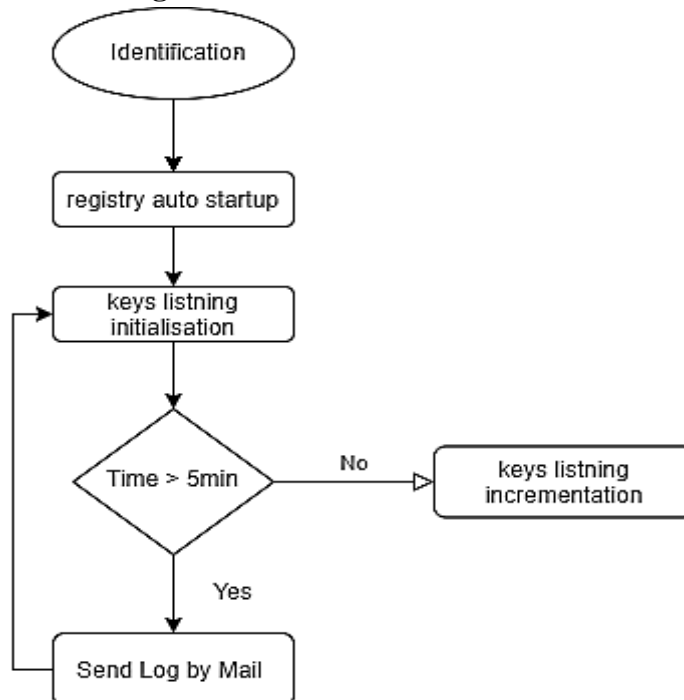 Identification
registry auto startup
keys listning
initialisation
Time > 5min
No
keys listning
incrementation
Yes
Send Log by Mail